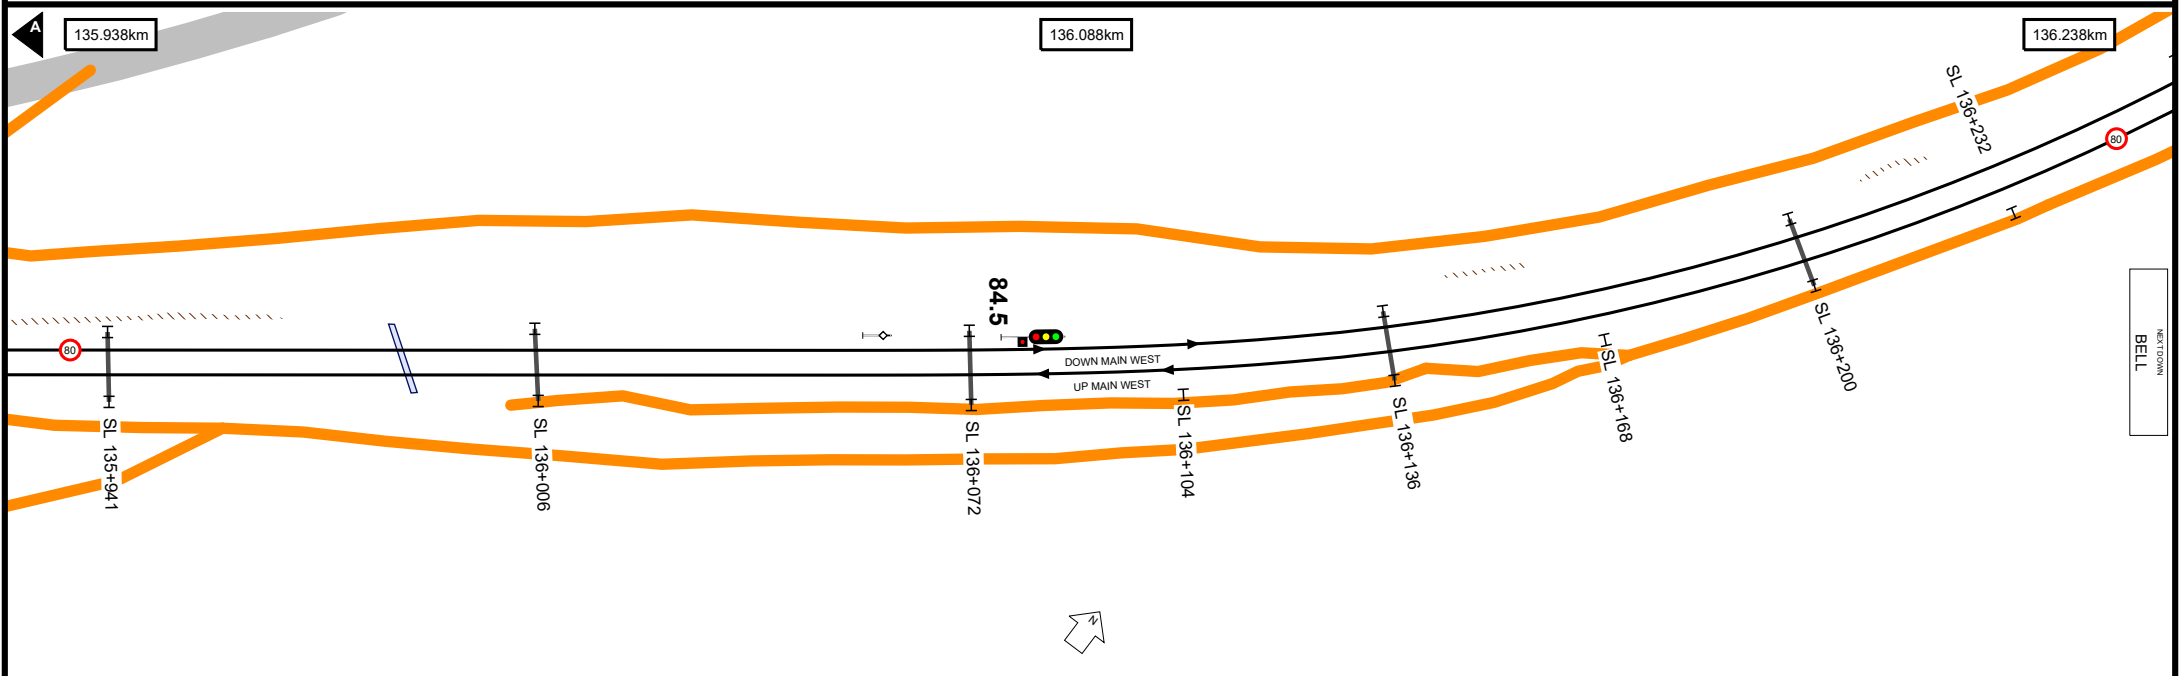 A
135.938km
136.088km
136.238km
SL 136+232
80
84.5
80
DOWN MAIN WEST
UP MAIN WEST
NEXT DOWN
BELL
SL 135+941
SL 136+006
SL 136+072
SL 136+104
SL 136+136
SL 136+168
SL 136+200
N